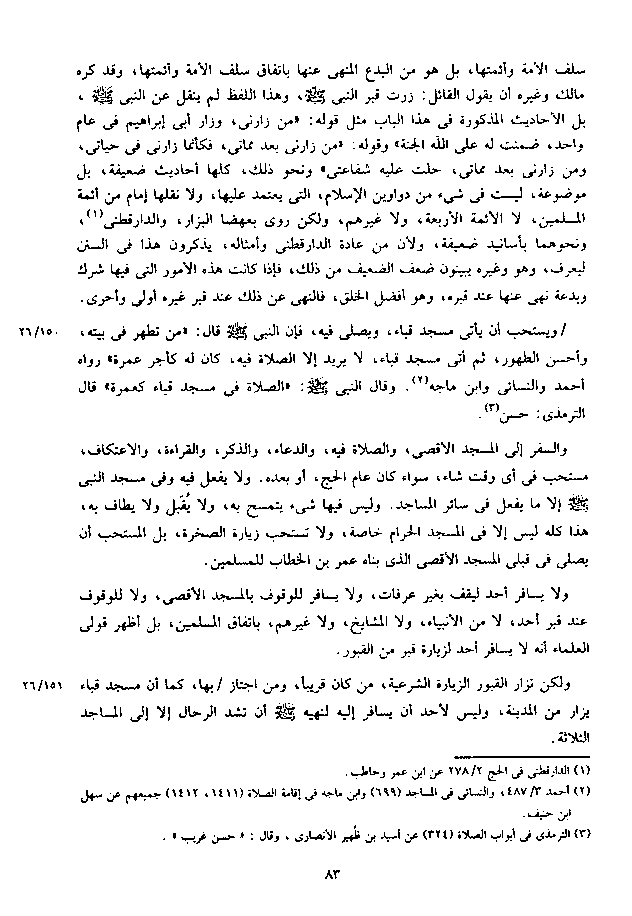 سلف الأمة وأئمتها، بل هو من البدع المنهى عنها باتفاق سلف الأمة وأئمتها، وقد كره
مالك وغيره أن يقول القائل: زرت قبر النبي ﷺ، وهذا اللفظ لم ينقل عن النبي ﷺ ،
بل الأحاديث المذكورة فى هذا الباب مثل قوله: «من زارنى، وزار أبى إبراهيم فى عام
واحد، ضمنت له على الله الجنة» وقوله: «من زارنى بعد مماتى، فكأنما زارنى فى حياتى،
ومن زارنى بعد مماتى، حلت عليه شفاعتى» ونحو ذلك، كلها أحاديث ضعيفة، بل
موضوعة، ليست فى شىء من دواوين الإسلام، التى يعتمد عليها، ولا نقلها إمام من أئمة
المسلمين، لا الأئمة الأربعة، ولا غيرهم، ولكن روى بعضها البزار، والدارقطنى(١)،
ونحوهما بأسانيد ضعيفة، ولأن من عادة الدارقطنى وأمثاله، يذكرون هذا فى السنن
ليعرف، وهو وغيره يبينون ضعف الضعيف من ذلك، فإذا كانت هذه الأمور التى فيها شرك
وبدعة نهى عنها عند قبره، وهو أفضل الخلق، فالنهى عن ذلك عند قبر غيره أولى وأحرى.
٢٦/١٥٠ / ويستحب أن يأتى مسجد قباء، ويصلى فيه، فإن النبى ﷺ قال: «من تطهر فى بيته،
وأحسن الطهور، ثم أتى مسجد قباء، لا يريد إلا الصلاة فيه، كان له كأجر عمرة» رواه
أحمد والنسائى وابن ماجه(٢). وقال النبى ﷺ: «الصلاة فى مسجد قباء كعمرة» قال
الترمذى: حسن(٣).
والسفر إلى المسجد الأقصى، والصلاة فيه، والدعاء، والذكر، والقراءة، والاعتكاف،
مستحب فى أى وقت شاء، سواء كان عام الحج، أو بعده. ولا يفعل فيه وفى مسجد النبى
ﷺ إلا ما يفعل فى سائر المساجد. وليس فيها شىء يتمسح به، ولا يُقَبل ولا يطاف به،
هذا كله ليس إلا فى المسجد الحرام خاصة، ولا تستحب زيارة الصخرة، بل المستحب أن
يصلى فى قبلى المسجد الأقصى الذى بناه عمر بن الخطاب للمسلمين.
ولا يسافر أحد ليقف بغير عرفات، ولا يسافر للوقوف بالمسجد الأقصى، ولا للوقوف
عند قبر أحد، لا من الأنبياء، ولا المشايخ، ولا غيرهم، باتفاق المسلمين، بل أظهر قولى
العلماء أنه لا يسافر أحد لزيارة قبر من القبور.
٢٦/١٥١ ولكن تزار القبور الزيارة الشرعية، من كان قريباً، ومن اجتاز / بها، كما أن مسجد قباء
يزار من المدينة، وليس لأحد أن يسافر إليه لنهيه ﷺ أن تشد الرحال إلا إلى المساجد
الثلاثة.
(١) الدارقطنى فى الحج ٢/ ٢٧٨ عن ابن عمر وحاطب.
(٢) أحمد ٣/ ٤٨٧، والنسائى فى المساجد (٦٩٩) وابن ماجه فى إقامة الصلاة (١٤١١، ١٤١٢) جميعهم عن سهل
ابن حنيف.
(٣) الترمذى فى أبواب الصلاة (٣٢٤) عن أسيد بن ظُهير الأنصارى ، وقال : « حسن غريب » .
٨٣